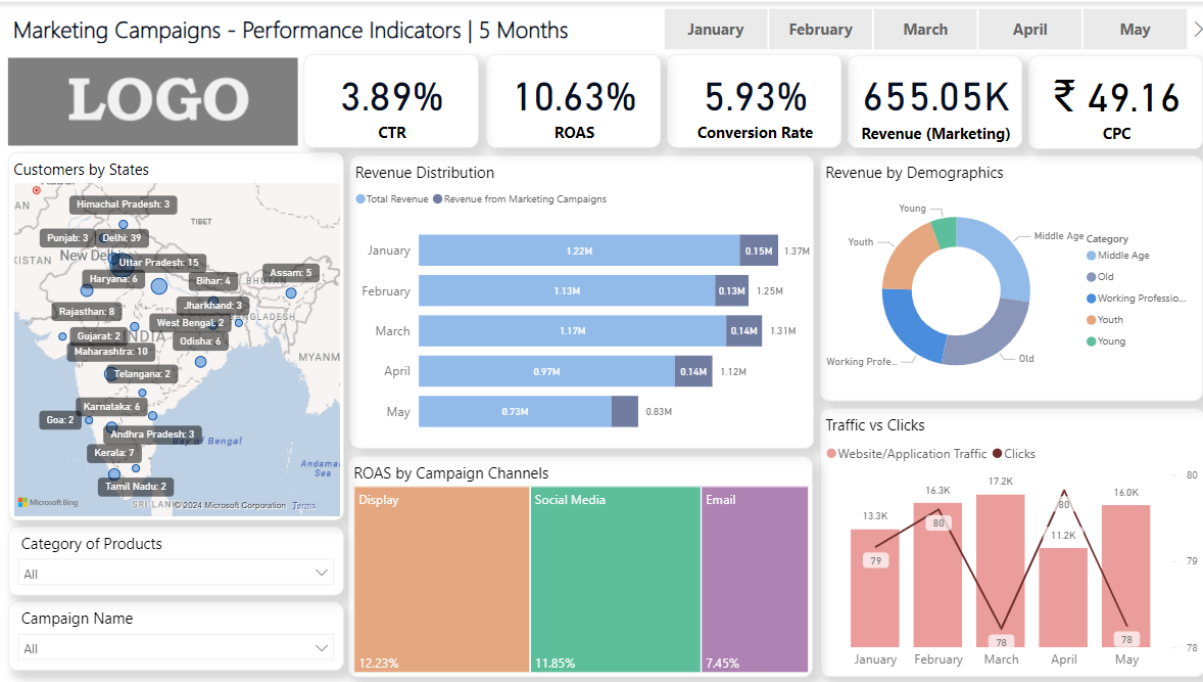 Marketing Campaigns - Performance Indicators | 5 Months
January
February
March
April
May
LOGO
3.89%
CTR
10.63%
ROAS
5.93%
Conversion Rate
655.05K
Revenue (Marketing)
₹ 49.16
CPC
Customers by States
AN
Himachal Pradesh: 3
TIBET
Punjab: 3
Delhi: 39
KISTAN
New Delhi
Uttar Pradesh: 15
Haryana: 6
Bihar: 4
BHUTAN
Assam: 5
Rajasthan: 8
Jharkhand: 3
West Bengal: 2
GLADESH
Gujarat: 2
INDIA
Odisha: 6
Maharashtra: 10
MYANM
Telangana: 2
Karnataka: 6
Goa: 2
Andhra Pradesh: 3
Bay of Bengal
Kerala: 7
Andaman
Sea
Tamil Nadu: 2
Microsoft Bing
SRI LANK
©2024 Microsoft Corporation Terms
Category of Products
All
Campaign Name
All
Revenue Distribution
Total Revenue
Revenue from Marketing Campaigns
January 1.22M 0.15M 1.37M
February 1.13M 0.13M 1.25M
March 1.17M 0.14M 1.31M
April 0.97M 0.14M 1.12M
May 0.73M 0.83M
ROAS by Campaign Channels
Display
Social Media
Email
12.23%
11.85%
7.45%
Revenue by Demographics
Young
Youth
Middle Age
Working Profe...
Old
Category
Middle Age
Old
Working Professio...
Youth
Young
Traffic vs Clicks
Website/Application Traffic
Clicks
13.3K
16.3K
17.2K
11.2K
16.0K
79
80
78
80
78
80
79
78
January
February
March
April
May